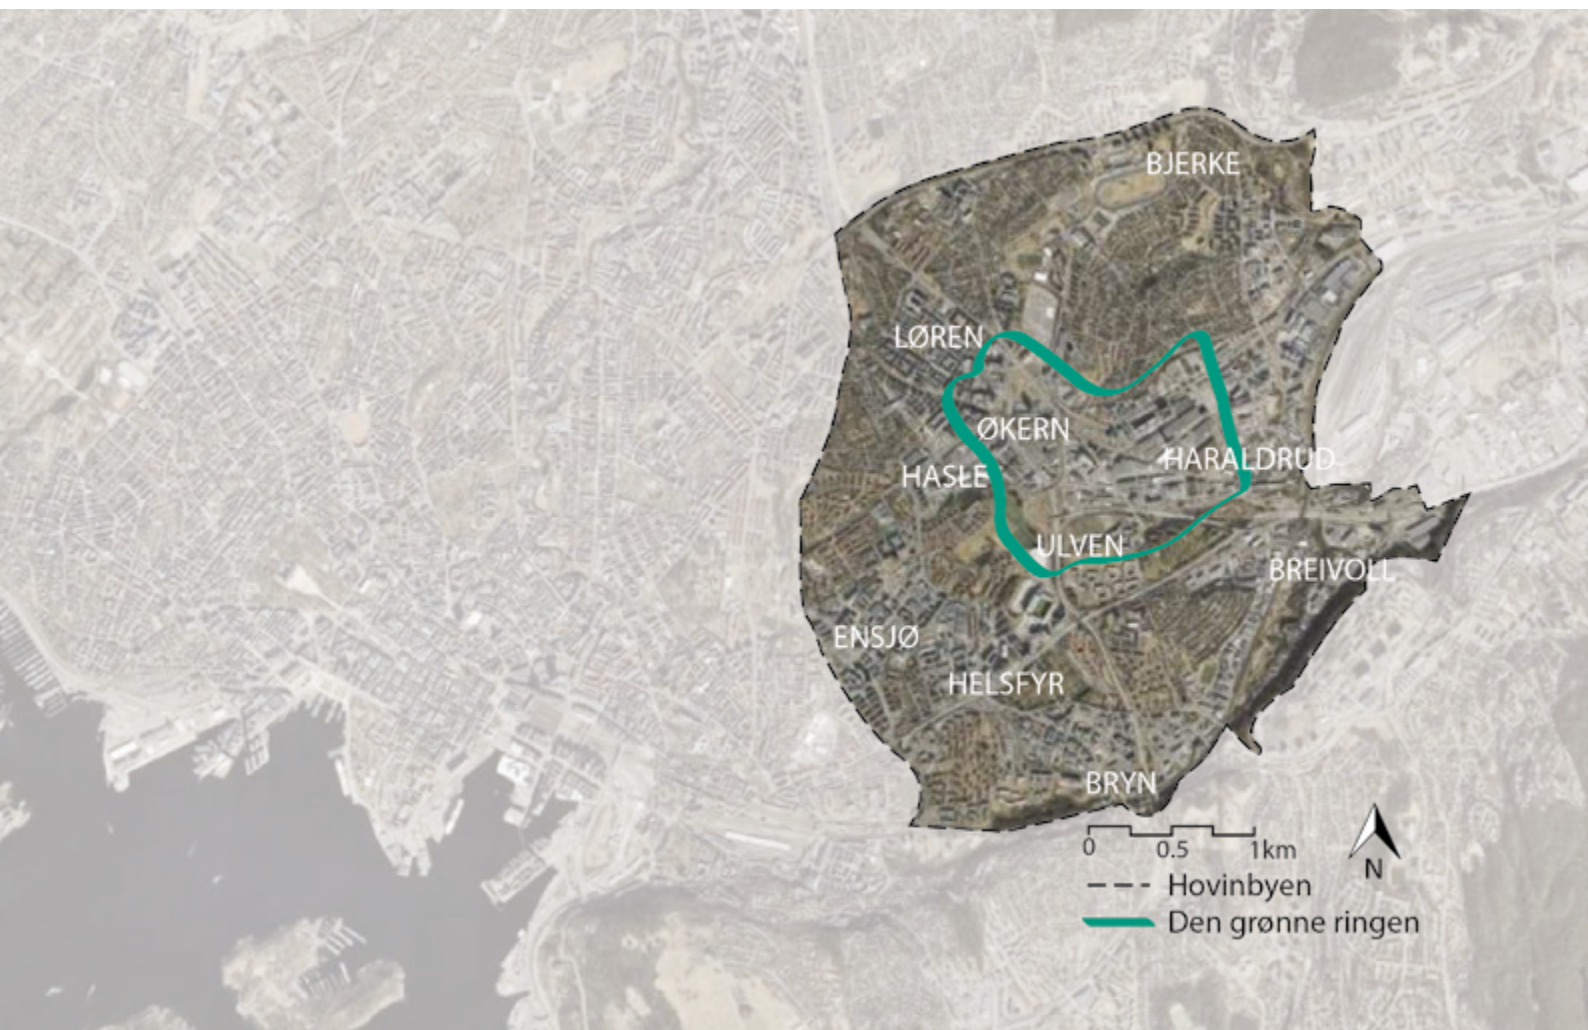 BJERKE
LØREN
ØKERN
HARALDRUD
HASLE
ULVEN
BREIVOLL
ENSJØ
HELSFYR
BRYN
0 0.5 1km
N
Hovinbyen
Den grønne ringen